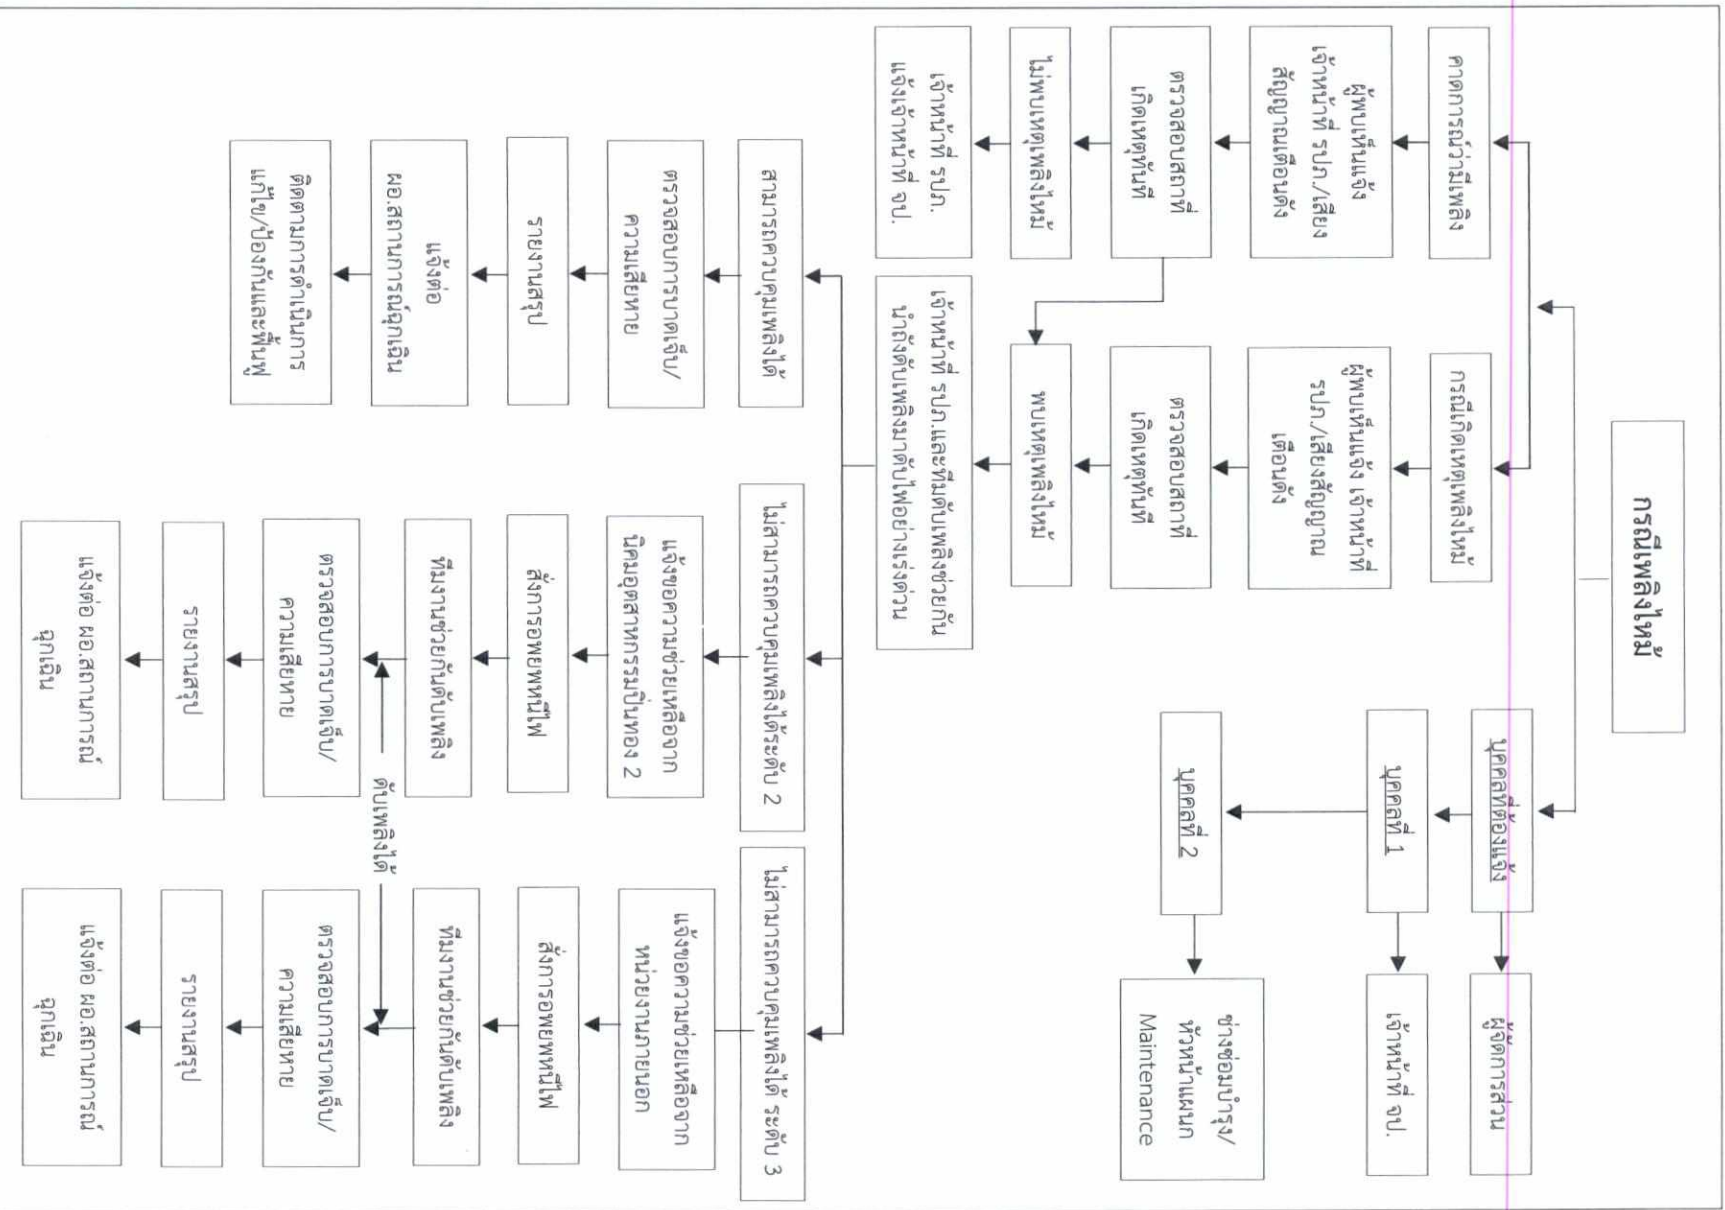 กรณีเพลิงไหม้
คาดการณ์ว่ามีเพลิง
กรณีเกิดเหตุเพลิงไหม้
บุคคลที่ต้องแจ้ง
ผู้จัดการส่วน
ผู้พบเห็นแจ้ง
เจ้าหน้าที่ รปภ./เสียง
สัญญาณเตือนดัง
ผู้พบเห็นแจ้ง เจ้าหน้าที่
รปภ./เสียงสัญญาณ
เตือนดัง
บุคคลที่ 1
เจ้าหน้าที่ จป.
ตรวจสอบสถาที่
เกิดเหตุทันที
ตรวจสอบสถาที่
เกิดเหตุทันที
บุคคลที่ 2
ช่างซ่อมบำรุง/
หัวหน้าแผนก
Maintenance
ไม่พบเหตุเพลิงไหม้
พบเหตุเพลิงไหม้
เจ้าหน้าที่ รปภ.
แจ้งเจ้าหน้าที่ จป.
เจ้าหน้าที่ รปภ.และทีมดับเพลิงช่วยกัน
นำถังดับเพลิงมาดับไฟอย่างเร่งด่วน
สามารถควบคุมเพลิงได้
ไม่สามารถควบคุมเพลิงได้ระดับ 2
ไม่สามารถควบคุมเพลิงได้ ระดับ 3
ตรวจสอบการบาดเจ็บ/
ความเสียหาย
แจ้งขอความช่วยเหลือจาก
นิคมอุตสาหกรรมปิ่นทอง 2
แจ้งขอความช่วยเหลือจาก
หน่วยงานภายนอก
รายงานสรุป
สั่งการอพยพหนีไฟ
สั่งการอพยพหนีไฟ
แจ้งต่อ
ผอ.สถานการณ์ฉุกเฉิน
ทีมงานช่วยกันดับเพลิง
ทีมงานช่วยกันดับเพลิง
ดับเพลิงได้
ติดตามการดำเนินการ
แก้ไข/ป้องกันและฟื้นฟู
ตรวจสอบการบาดเจ็บ/
ความเสียหาย
ตรวจสอบการบาดเจ็บ/
ความเสียหาย
รายงานสรุป
รายงานสรุป
แจ้งต่อ ผอ.สถานการณ์
ฉุกเฉิน
แจ้งต่อ ผอ.สถานการณ์
ฉุกเฉิน